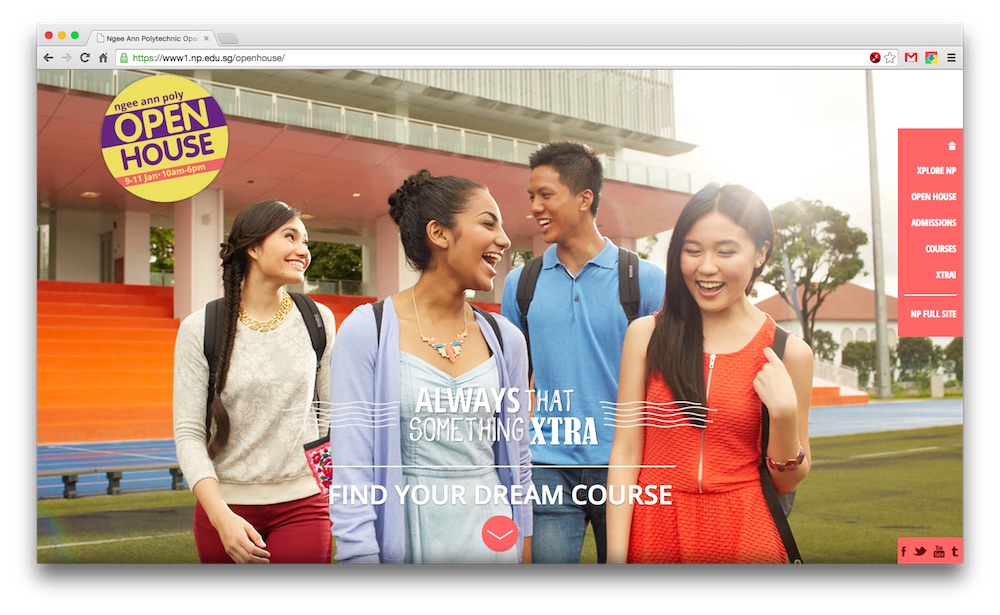 Ngee Ann Polytechnic Ope
https://www1.np.edu.sg/openhouse/
ngee ann poly
OPEN
HOUSE
9-11 Jan•10am-6pm
XPLORE NP
OPEN HOUSE
ADMISSIONS
COURSES
XTRA!
NP FULL SITE
ALWAYS THAT
SOMETHING XTRA
FIND YOUR DREAM COURSE
f
You
Tube
t